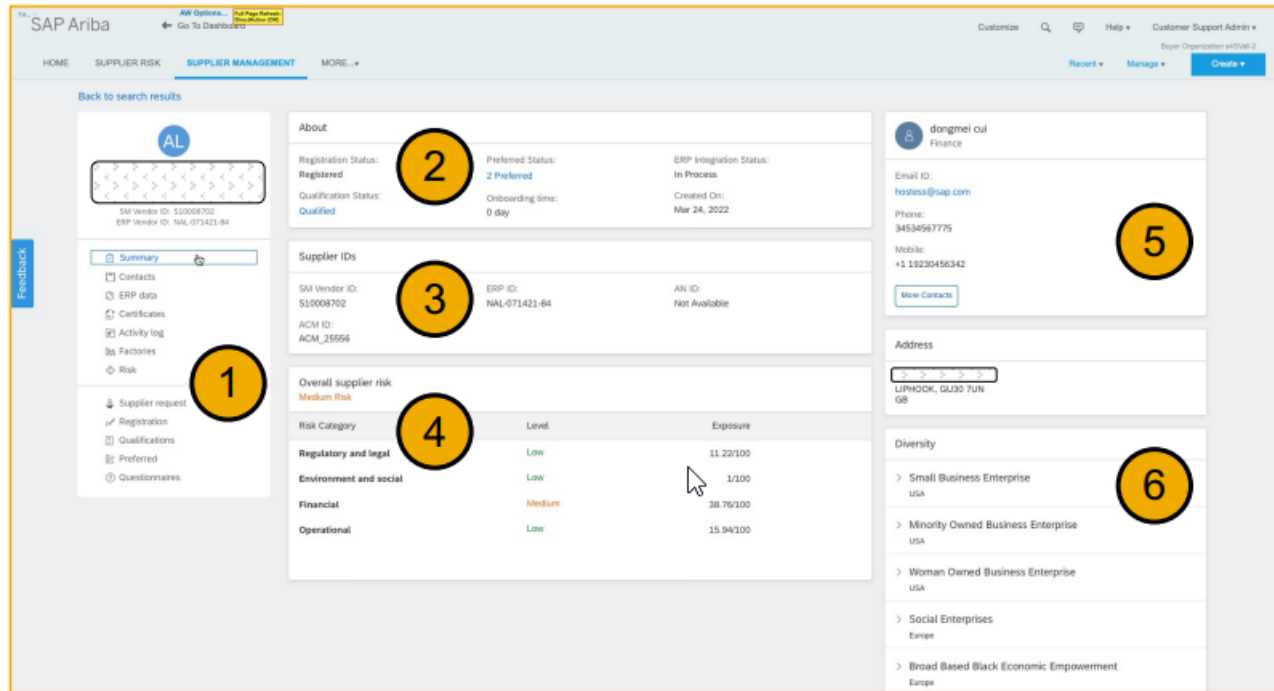 AW Options...
SAP Ariba
Go To Dashboard
Customize
Help
Customer Support Admin
HOME
SUPPLIER RISK
SUPPLIER MANAGEMENT
MORE...
Recent
Manage
Create
Back to search results
AL
SM Vendor ID: S10008702
ERP Vendor ID: NAL-071421-84
Feedback
Summary
Contacts
ERP data
Certificates
Activity log
Factories
Risk
1
Supplier request
Registration
Qualifications
Preferred
Questionnaires
About
2
Registration Status:
Registered
Preferred Status:
2 Preferred
ERP Integration Status:
In Process
Qualification Status:
Qualified
Onboarding time:
0 day
Created On:
Mar 24, 2022
Supplier IDs
3
SM Vendor ID:
S10008702
ERP ID:
NAL-071421-84
AN ID:
Not Available
ACM ID:
ACM_25556
Overall supplier risk
Medium Risk
4
Risk Category Level Exposure
Regulatory and legal Low 11.22/100
Environment and social Low 1/100
Financial Medium 38.76/100
Operational Low 15.94/100
dongmei cui
Finance
Email ID:
hostess@sap.com
Phone:
34534567775
5
Mobile:
+1 19230456342
More Contacts
Address
LIPHOOK, GU30 7UN
GB
Diversity
6
Small Business Enterprise
USA
Minority Owned Business Enterprise
USA
Woman Owned Business Enterprise
USA
Social Enterprises
Europe
Broad Based Black Economic Empowerment
Europe